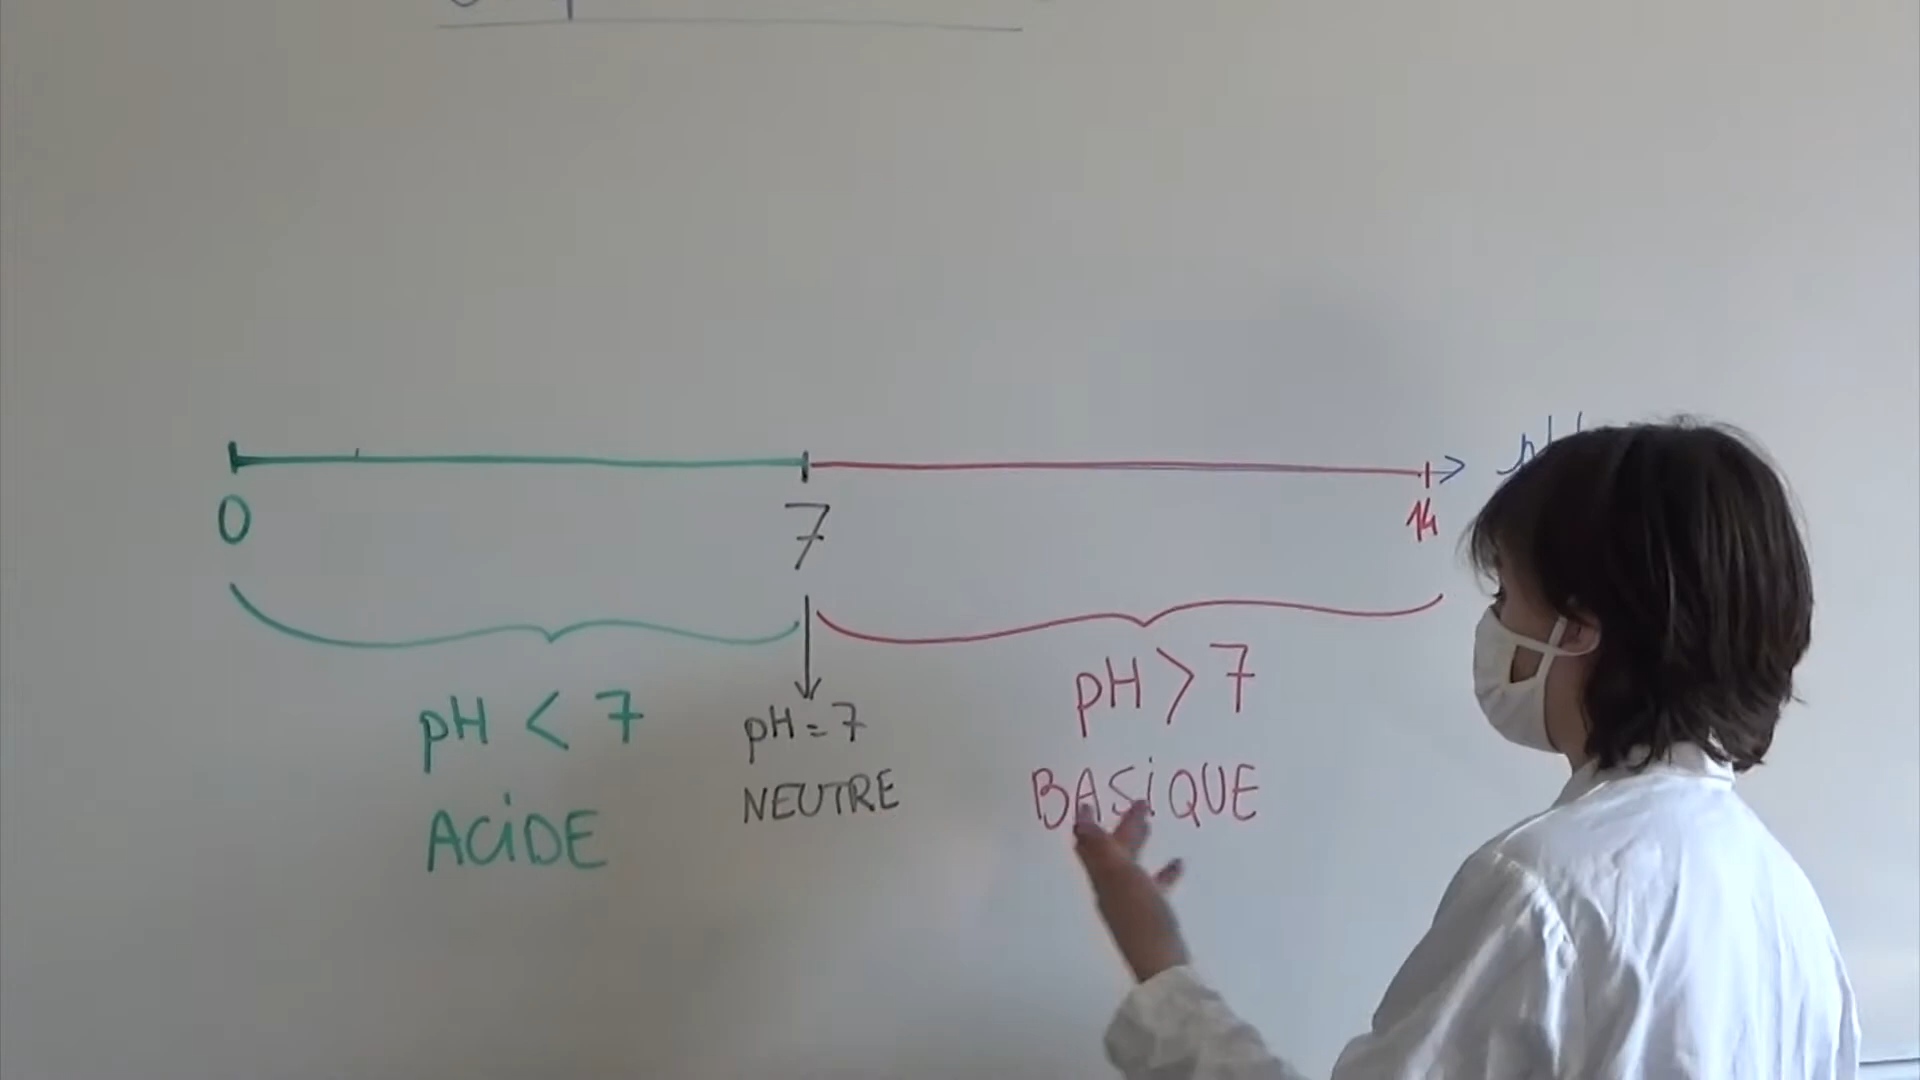 0
7
14
pH < 7
ACiDE
pH = 7
NEUTRE
pH > 7
BASiQUE